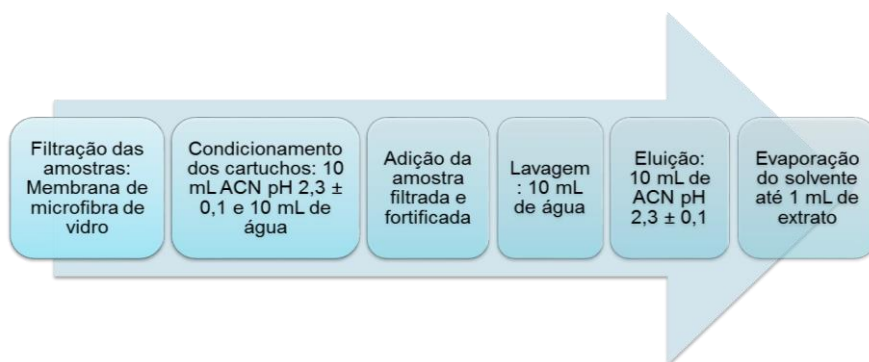 Filtração das
amostras:
Membrana de
microfibra de
vidro
Condicionamento
dos cartuchos: 10
mL ACN pH 2,3 ±
0,1 e 10 mL de
água
Adição da
amostra
filtrada e
fortificada
Lavagem
: 10 mL
de água
Eluição:
10 mL de
ACN pH
2,3 ± 0,1
Evaporação
do solvente
até 1 mL de
extrato